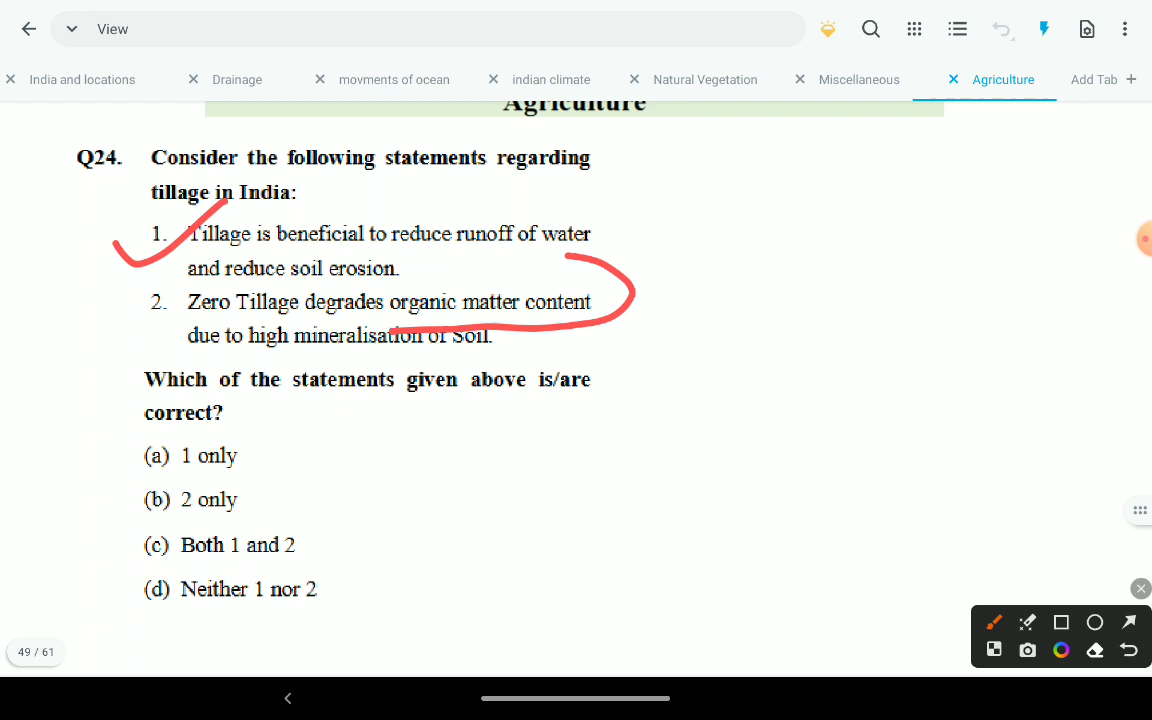 View
India and locations
Drainage
movments of ocean
indian climate
Natural Vegetation
Miscellaneous
Agriculture
Add Tab +
Agriculture
Q24. Consider the following statements regarding
tillage in India:
1. Tillage is beneficial to reduce runoff of water
and reduce soil erosion.
2. Zero Tillage degrades organic matter content
due to high mineralisation of Soil.
Which of the statements given above is/are
correct?
(a) 1 only
(b) 2 only
(c) Both 1 and 2
(d) Neither 1 nor 2
49 / 61